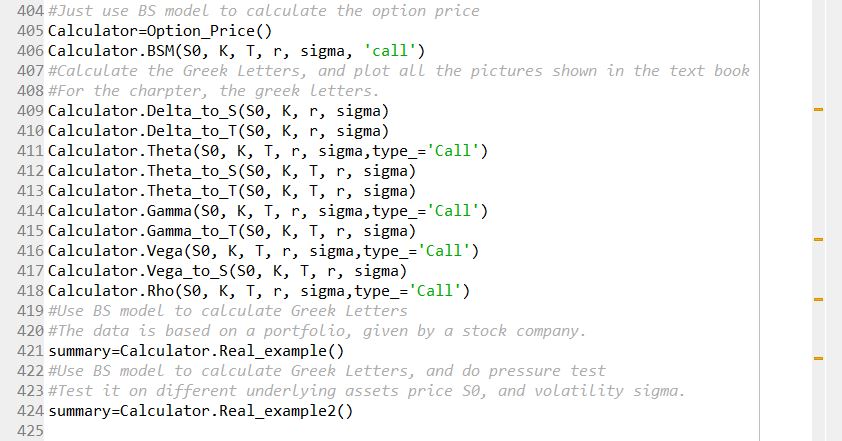 404 #Just use BS model to calculate the option price
405 Calculator=Option_Price()
406 Calculator.BSM(S0, K, T, r, sigma, 'call')
407 #Calculate the Greek Letters, and plot all the pictures shown in the text book
408 #For the charpter, the greek letters.
409 Calculator.Delta_to_S(S0, K, r, sigma)
410 Calculator.Delta_to_T(S0, K, r, sigma)
411 Calculator.Theta(S0, K, T, r, sigma,type_='Call')
412 Calculator.Theta_to_S(S0, K, T, r, sigma)
413 Calculator.Theta_to_T(S0, K, T, r, sigma)
414 Calculator.Gamma(S0, K, T, r, sigma,type_='Call')
415 Calculator.Gamma_to_T(S0, K, T, r, sigma)
416 Calculator.Vega(S0, K, T, r, sigma,type_='Call')
417 Calculator.Vega_to_S(S0, K, T, r, sigma)
418 Calculator.Rho(S0, K, T, r, sigma,type_='Call')
419 #Use BS model to calculate Greek Letters
420 #The data is based on a portfolio, given by a stock company.
421 summary=Calculator.Real_example()
422 #Use BS model to calculate Greek Letters, and do pressure test
423 #Test it on different underlying assets price S0, and volatility sigma.
424 summary=Calculator.Real_example2()
425